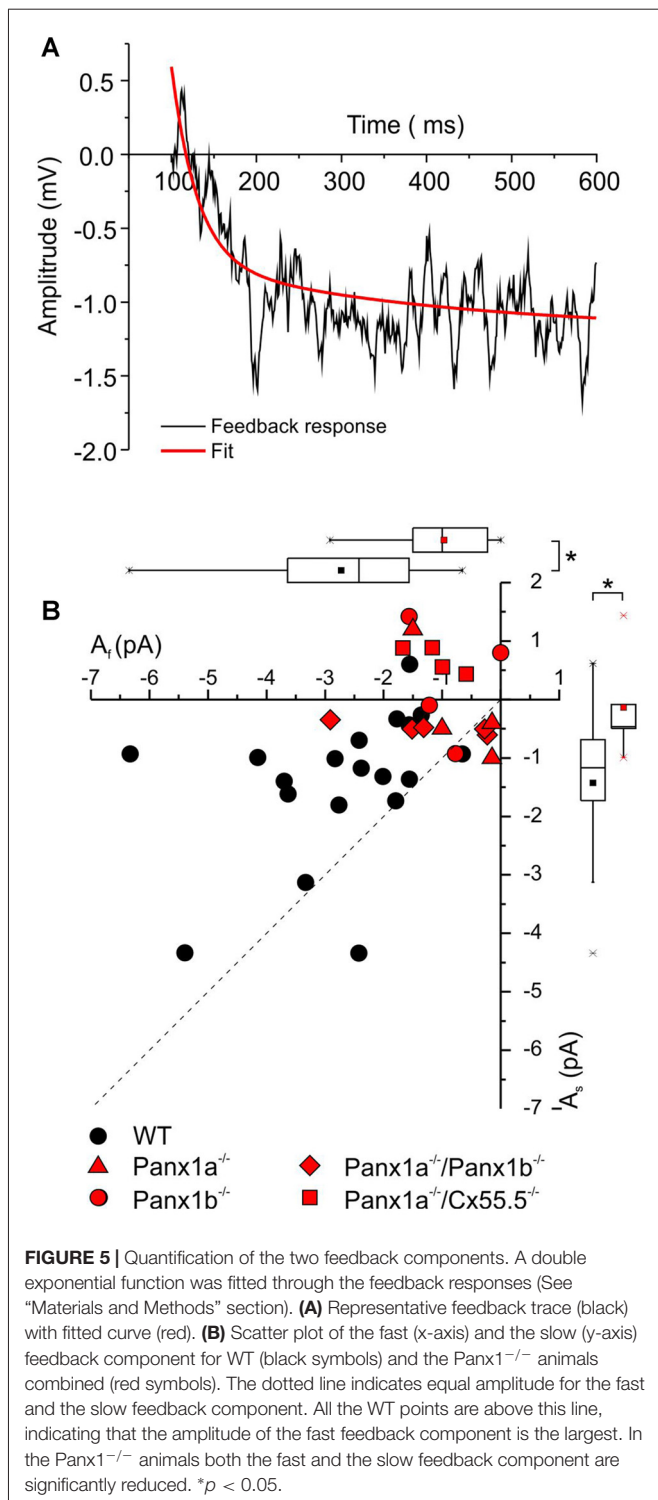 A
0.5
0.0
-0.5
-1.0
-1.5
-2.0
Amplitrude (mV)
Time ( ms)
100 200 300 400 500 600
Feedback response
Fit
*
*
B
A_f (pA)
-7 -6 -5 -4 -3 -2 -1 1
2
1
-1
-2
-3
-4
-5
-6
-7
A_s (pA)
WT
Panx1a^-/-
Panx1b^-/-
Panx1a^-/-/Panx1b^-/-
Panx1a^-/-/Cx55.5^-/-
FIGURE 5 | Quantification of the two feedback components. A double
exponential function was fitted through the feedback responses (See
“Materials and Methods” section). (A) Representative feedback trace (black)
with fitted curve (red). (B) Scatter plot of the fast (x-axis) and the slow (y-axis)
feedback component for WT (black symbols) and the Panx1−/− animals
combined (red symbols). The dotted line indicates equal amplitude for the fast
and the slow feedback component. All the WT points are above this line,
indicating that the amplitude of the fast feedback component is the largest. In
the Panx1−/− animals both the fast and the slow feedback component are
significantly reduced. *p < 0.05.